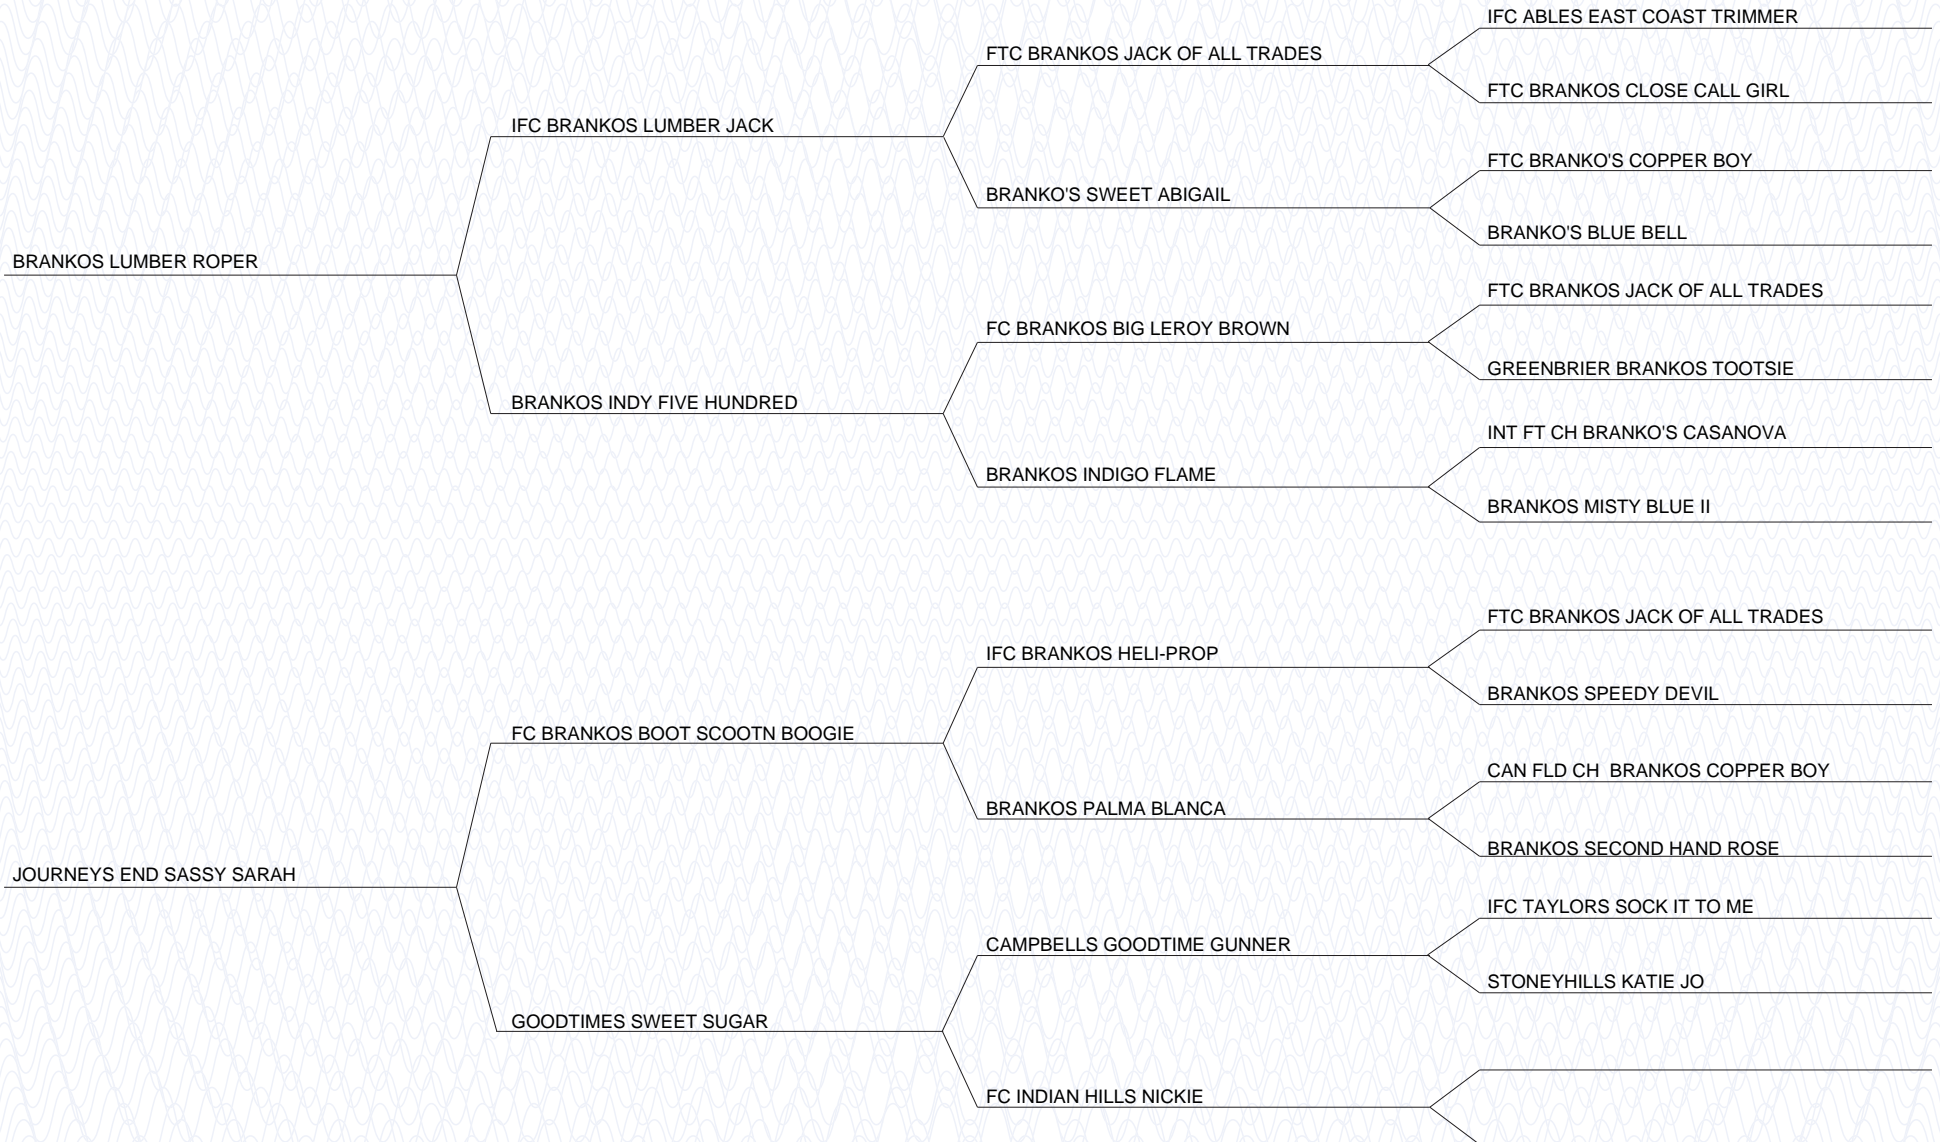 IFC ABLES EAST COAST TRIMMER
FTC BRANKOS JACK OF ALL TRADES
FTC BRANKOS CLOSE CALL GIRL
IFC BRANKOS LUMBER JACK
FTC BRANKO'S COPPER BOY
BRANKO'S SWEET ABIGAIL
BRANKO'S BLUE BELL
BRANKOS LUMBER ROPER
FTC BRANKOS JACK OF ALL TRADES
FC BRANKOS BIG LEROY BROWN
GREENBRIER BRANKOS TOOTSIE
BRANKOS INDY FIVE HUNDRED
INT FT CH BRANKO'S CASANOVA
BRANKOS INDIGO FLAME
BRANKOS MISTY BLUE II
FTC BRANKOS JACK OF ALL TRADES
IFC BRANKOS HELI-PROP
BRANKOS SPEEDY DEVIL
FC BRANKOS BOOT SCOOTN BOOGIE
CAN FLD CH  BRANKOS COPPER BOY
BRANKOS PALMA BLANCA
BRANKOS SECOND HAND ROSE
JOURNEYS END SASSY SARAH
IFC TAYLORS SOCK IT TO ME
CAMPBELLS GOODTIME GUNNER
STONEYHILLS KATIE JO
GOODTIMES SWEET SUGAR
FC INDIAN HILLS NICKIE